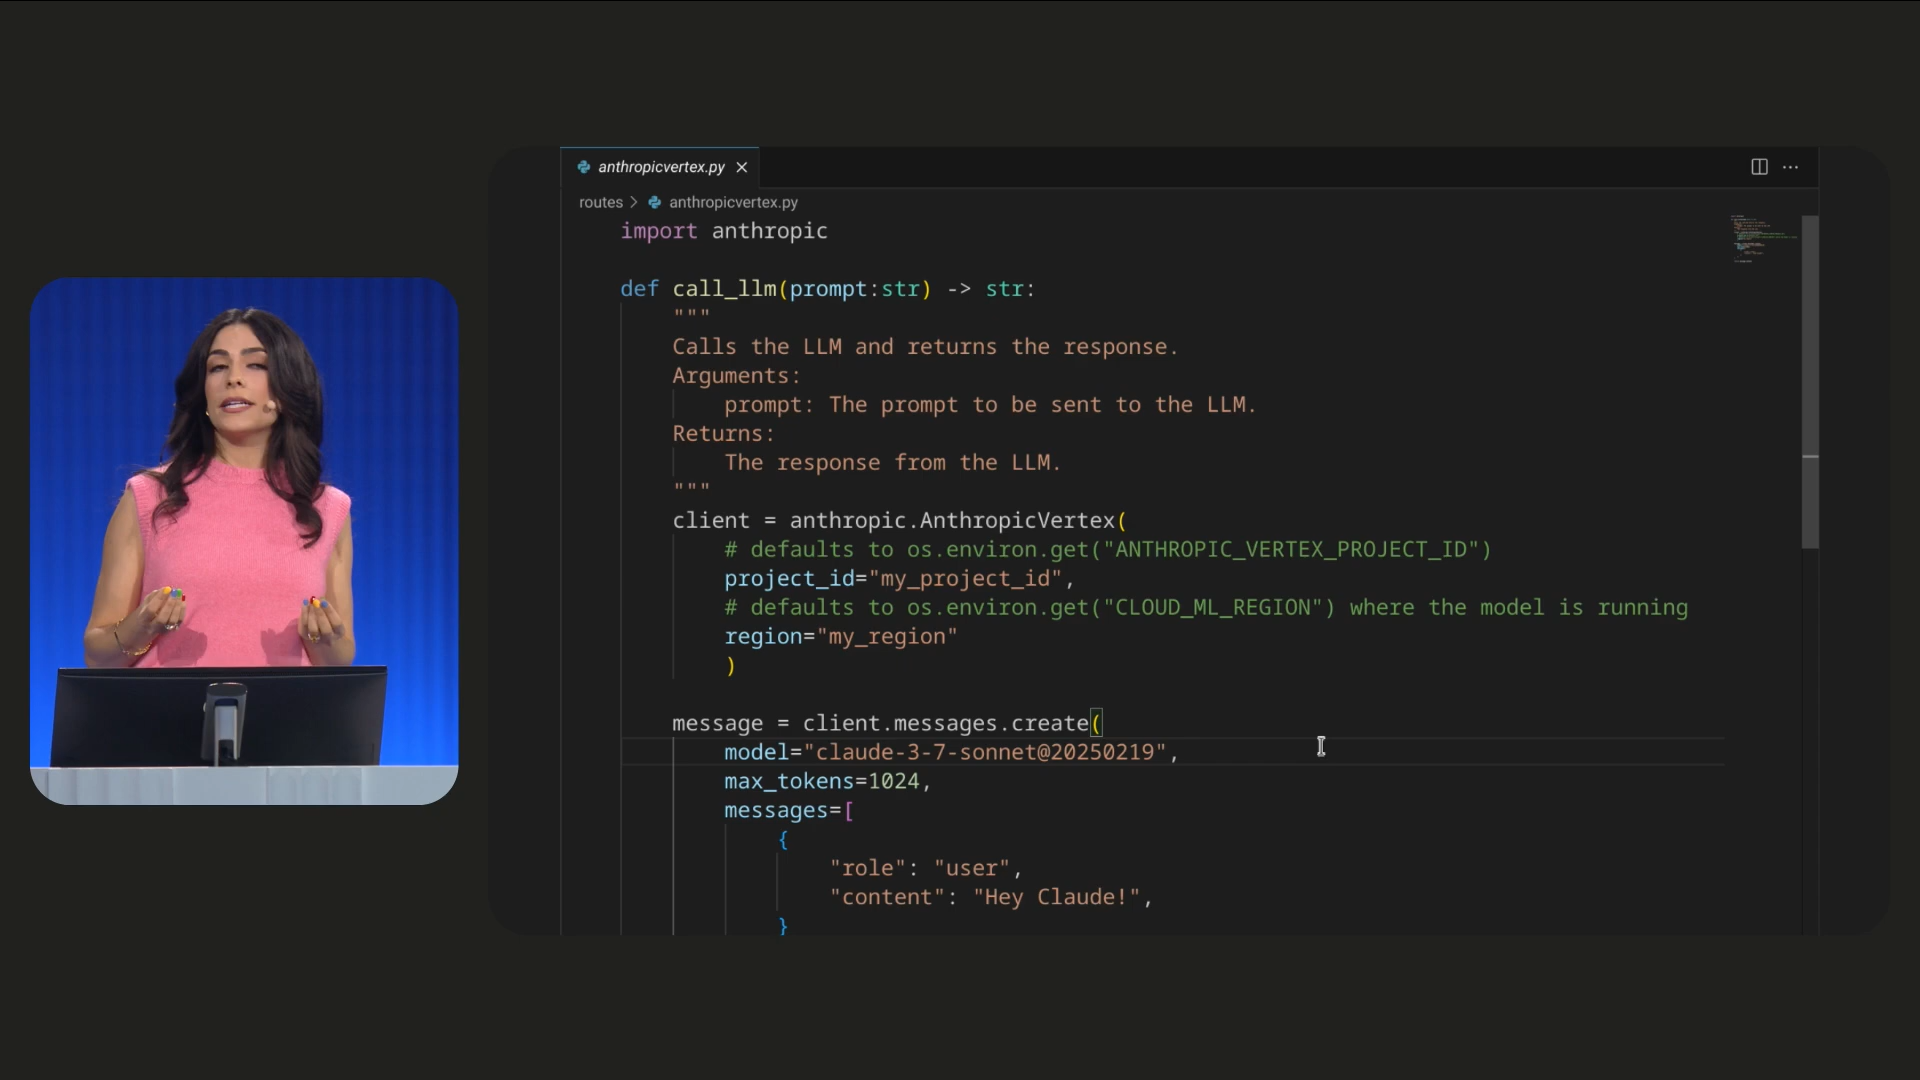 anthropicvertex.py
routes > anthropicvertex.py
import anthropic
def call_llm(prompt:str) -> str:
"""
Calls the LLM and returns the response.
Arguments:
prompt: The prompt to be sent to the LLM.
Returns:
The response from the LLM.
"""
client = anthropic.AnthropicVertex(
# defaults to os.environ.get("ANTHROPIC_VERTEX_PROJECT_ID")
project_id="my_project_id",
# defaults to os.environ.get("CLOUD_ML_REGION") where the model is running
region="my_region"
)
message = client.messages.create(
model="claude-3-7-sonnet@20250219",
max_tokens=1024,
messages=[
{
"role": "user",
"content": "Hey Claude!",
}